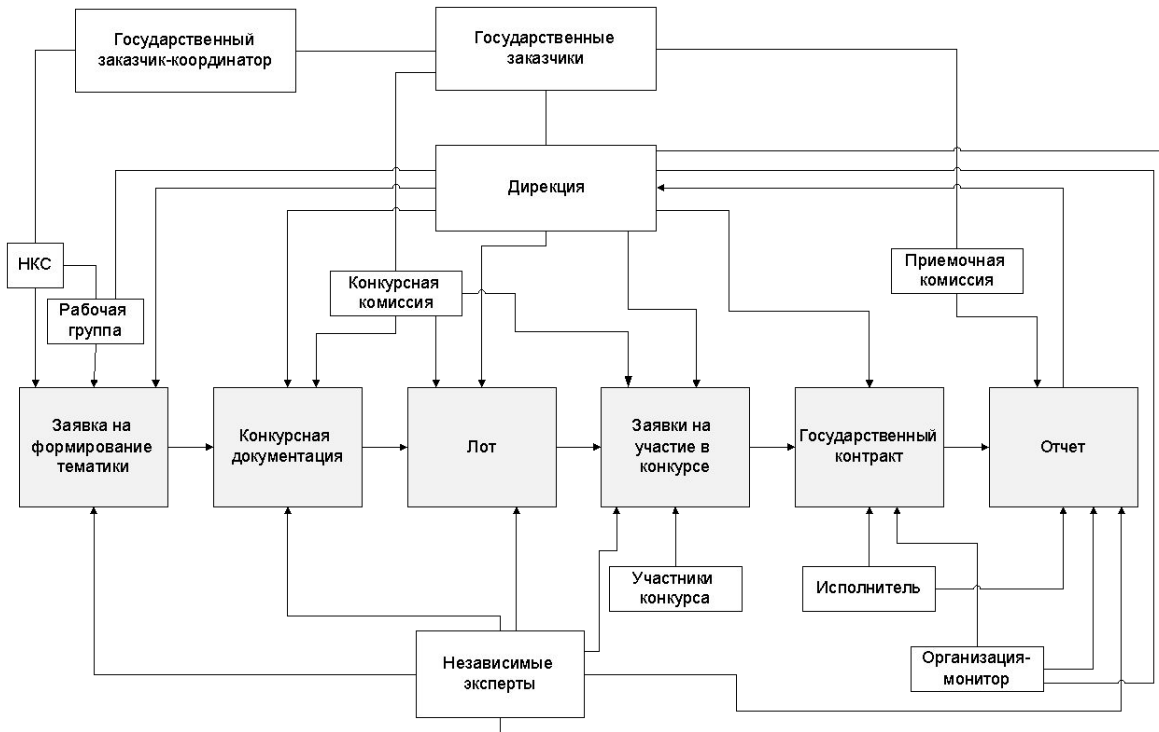 Государственный
заказчик-координатор
Государственные
заказчики
Дирекция
НКС
Рабочая
группа
Конкурсная
комиссия
Приемочная
комиссия
Заявка на
формирование
тематики
Конкурсная
документация
Лот
Заявки на
участие в
конкурсе
Государственный
контракт
Отчет
Участники
конкурса
Исполнитель
Независимые
эксперты
Организация-
монитор